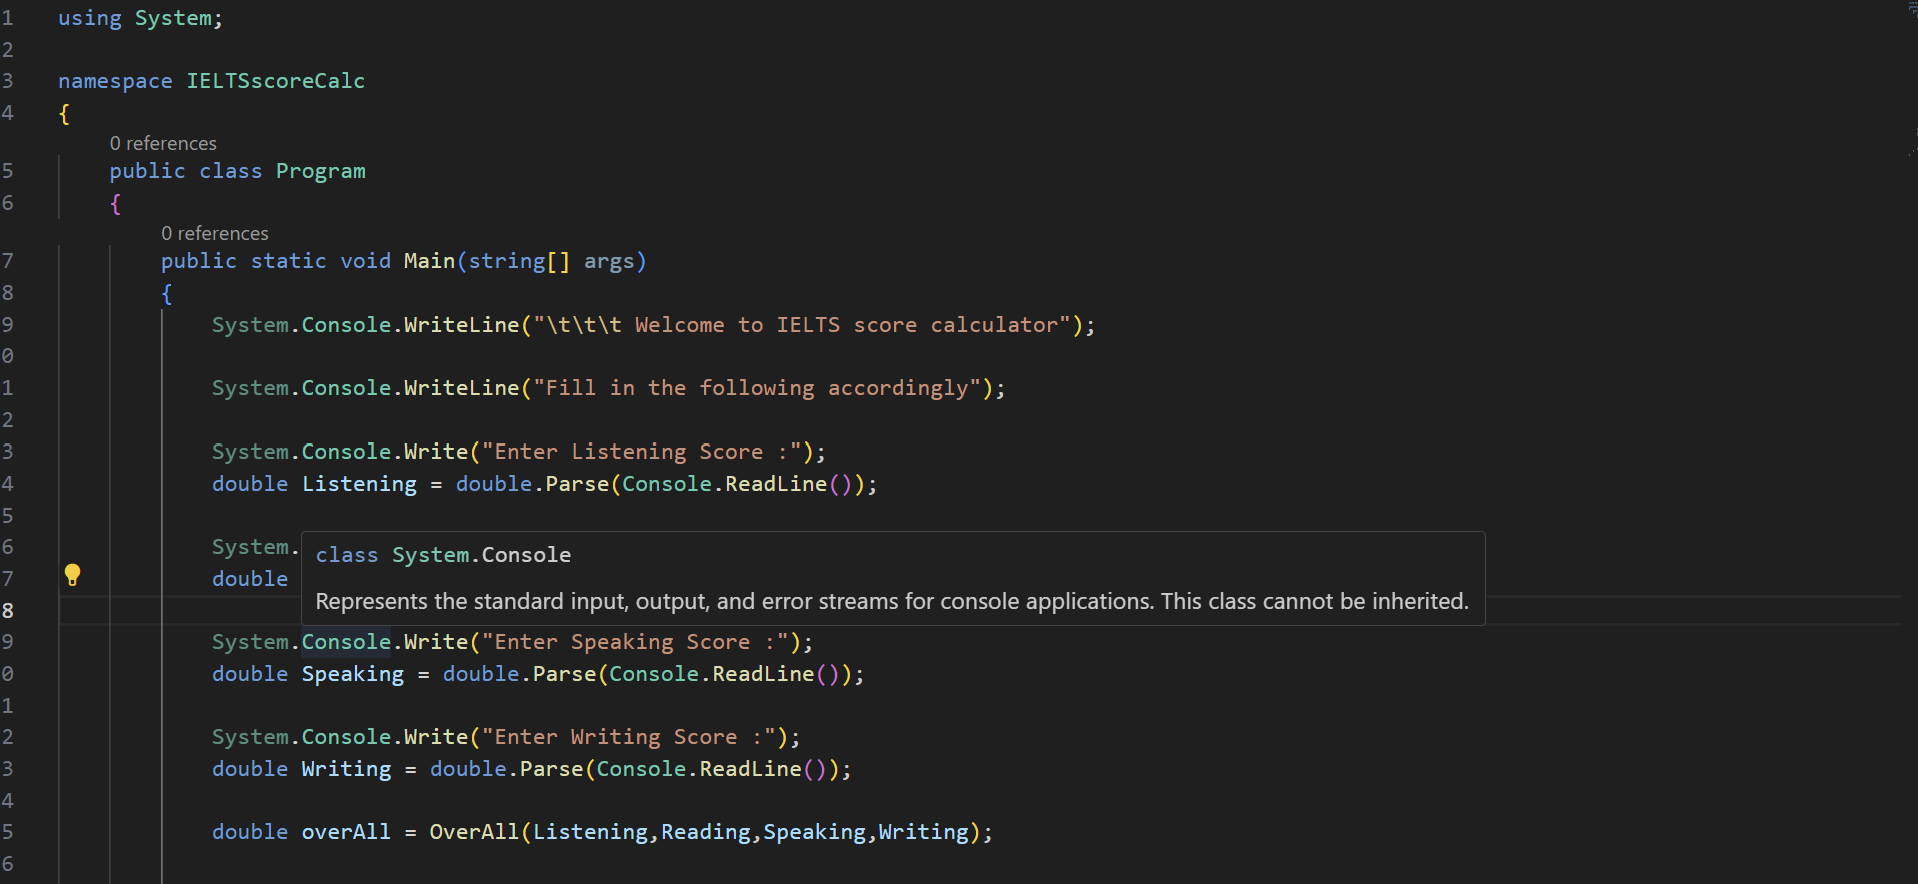 1 using System;
2
3 namespace IELTSscoreCalc
4 {
0 references
5 public class Program
6 {
0 references
7 public static void Main(string[] args)
8 {
9 System.Console.WriteLine("\t\t\t Welcome to IELTS score calculator");
0
1 System.Console.WriteLine("Fill in the following accordingly");
2
3 System.Console.Write("Enter Listening Score :");
4 double Listening = double.Parse(Console.ReadLine());
5
6 System.
class System.Console
7 double
Represents the standard input, output, and error streams for console applications. This class cannot be inherited.
8
9 System.Console.Write("Enter Speaking Score :");
0 double Speaking = double.Parse(Console.ReadLine());
1
2 System.Console.Write("Enter Writing Score :");
3 double Writing = double.Parse(Console.ReadLine());
4
5 double overAll = OverAll(Listening,Reading,Speaking,Writing);
6